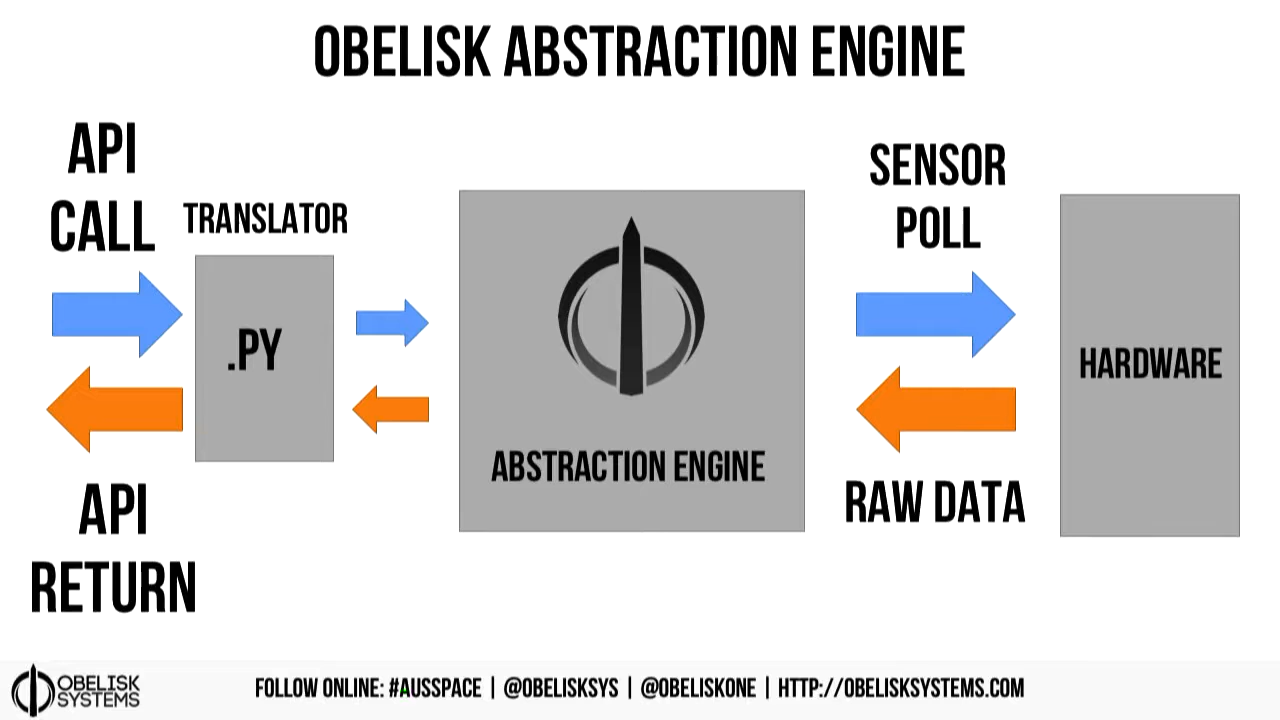 OBELISK ABSTRACTION ENGINE
API
CALL
TRANSLATOR
.PY
API
RETURN
ABSTRACTION ENGINE
SENSOR
POLL
RAW DATA
HARDWARE
OBELISK
SYSTEMS
FOLLOW ONLINE: #AUSSPACE | @OBELISKSYS | @OBELISKONE | HTTP://OBELISKSYSTEMS.COM